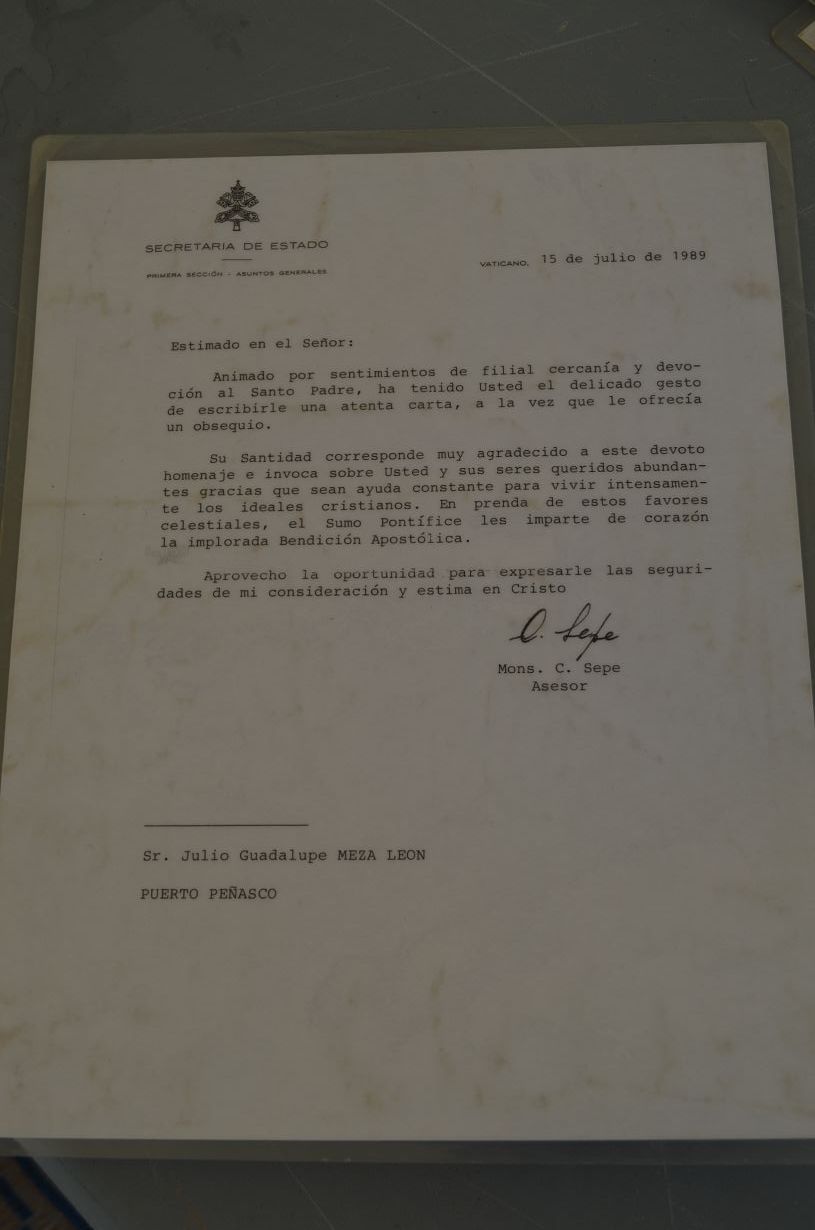 SECRETARIA DE ESTADO
PRIMERA SECCIÓN - ASUNTOS GENERALES
VATICANO, 15 de julio de 1989
Estimado en el Señor:
Animado por sentimientos de filial cercanía y devo-
ción al Santo Padre, ha tenido Usted el delicado gesto
de escribirle una atenta carta, a la vez que le ofrecía
un obsequio.
Su Santidad corresponde muy agradecido a este devoto
homenaje e invoca sobre Usted y sus seres queridos abundan-
tes gracias que sean ayuda constante para vivir intensamen-
te los ideales cristianos. En prenda de estos favores
celestiales, el Sumo Pontífice les imparte de corazón
la implorada Bendición Apostólica.
Aprovecho la oportunidad para expresarle las seguri-
dades de mi consideración y estima en Cristo
C. Sepe
Mons. C. Sepe
Asesor
Sr. Julio Guadalupe MEZA LEON
PUERTO PEÑASCO